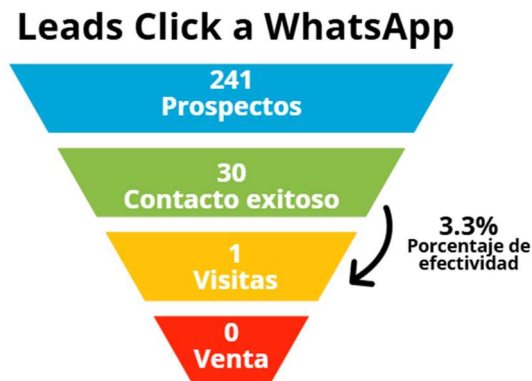 Leads Click a WhatsApp
241
Prospectos
30
Contacto exitoso
3.3%
Porcentaje de
efectividad
1
Visitas
0
Venta